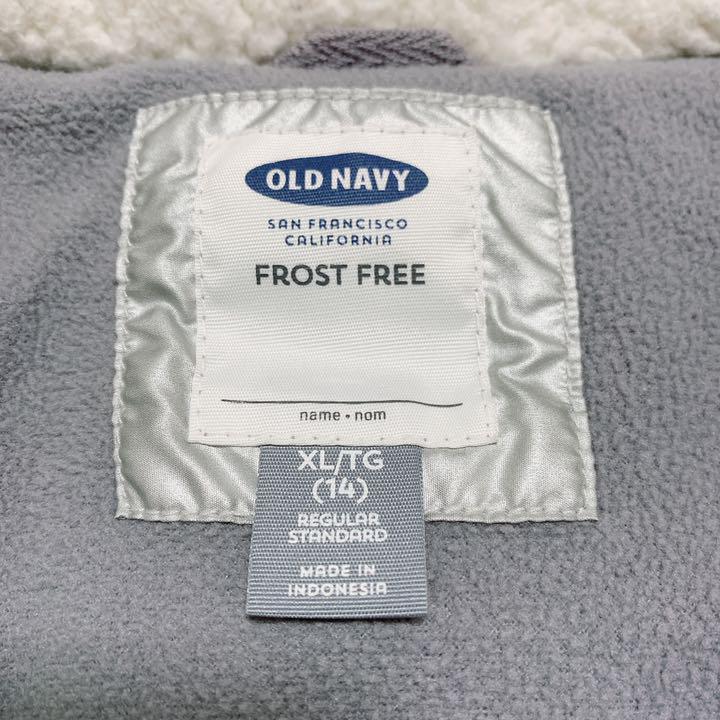 OLD NAVY
SAN FRANCISCO
CALIFORNIA
FROST FREE
name • nom
XL/TG
(14)
REGULAR
STANDARD
MADE IN
INDONESIA